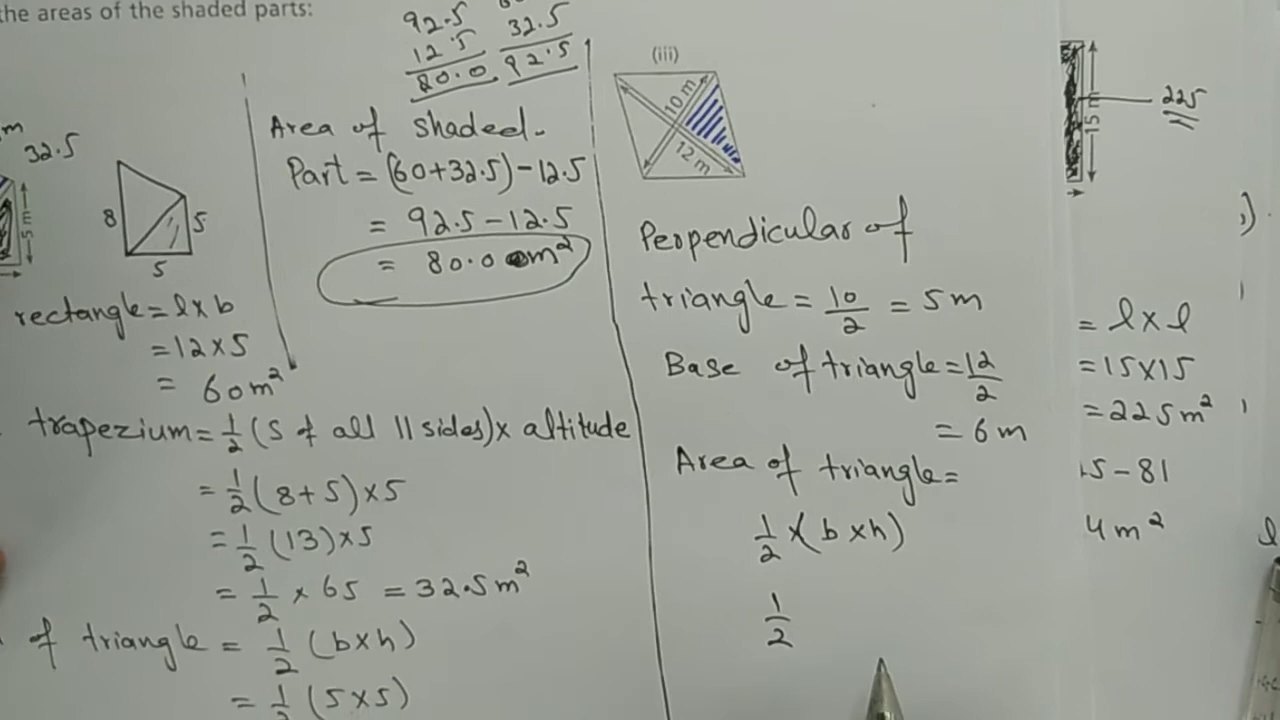 the areas of the shaded parts:
92.5
12.5
80.0
32.5
92.5
m
32.5
5 m
8
5
5
rectangle = l x b
= 12 x 5
= 60 m²
trapezium = 1/2 (S of all || sides) x altitude
= 1/2 (8 + 5) x 5
= 1/2 (13) x 5
= 1/2 x 65 = 32.5 m²
of triangle = 1/2 (b x h)
= 1/2 (5 x 5)
Area of shaded.
Part = (60 + 32.5) - 12.5
= 92.5 - 12.5
= 80.0 m²
(iii)
10 m
12 m
Perpendicular of
triangle = 10/2 = 5 m
Base of triangle = 12/2
= 6 m
Area of triangle =
1/2 x (b x h)
1/2
15 m
225
= l x l
= 15 x 15
= 225 m²
5 - 81
4 m²